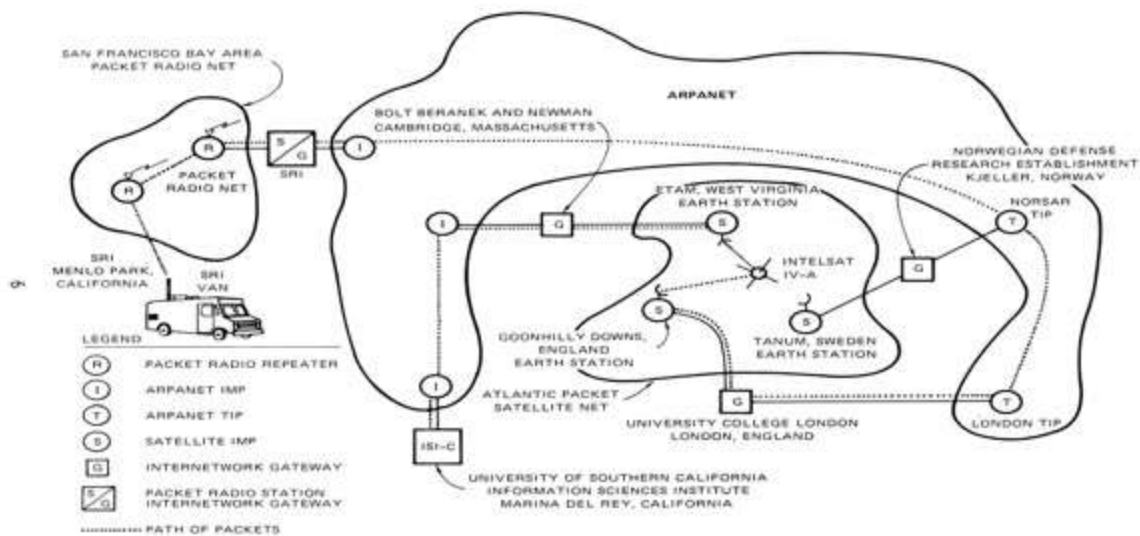 SAN FRANCISCO BAY AREA
PACKET RADIO NET
ARPANET
BOLT BERANEK AND NEWMAN
CAMBRIDGE, MASSACHUSETTS
NORWEGIAN DEFENSE
RESEARCH ESTABLISHMENT
KJELLER, NORWAY
R
S
G
SRI
I
PACKET
RADIO NET
R
ETAM, WEST VIRGINIA
EARTH STATION
NORSAR
TIP
T
I
G
S
G
INTELSAT
IV-A
SRI
MENLO PARK,
CALIFORNIA
SRI
VAN
S
S
GOONHILLY DOWNS,
ENGLAND
EARTH STATION
TANUM, SWEDEN
EARTH STATION
I
ATLANTIC PACKET
SATELLITE NET
G
T
UNIVERSITY COLLEGE LONDON
LONDON, ENGLAND
LONDON TIP
ISI-C
UNIVERSITY OF SOUTHERN CALIFORNIA
INFORMATION SCIENCES INSTITUTE
MARINA DEL REY, CALIFORNIA
LEGEND
R PACKET RADIO REPEATER
I ARPANET IMP
T ARPANET TIP
S SATELLITE IMP
G INTERNETWORK GATEWAY
S/G PACKET RADIO STATION
INTERNETWORK GATEWAY
PATH OF PACKETS